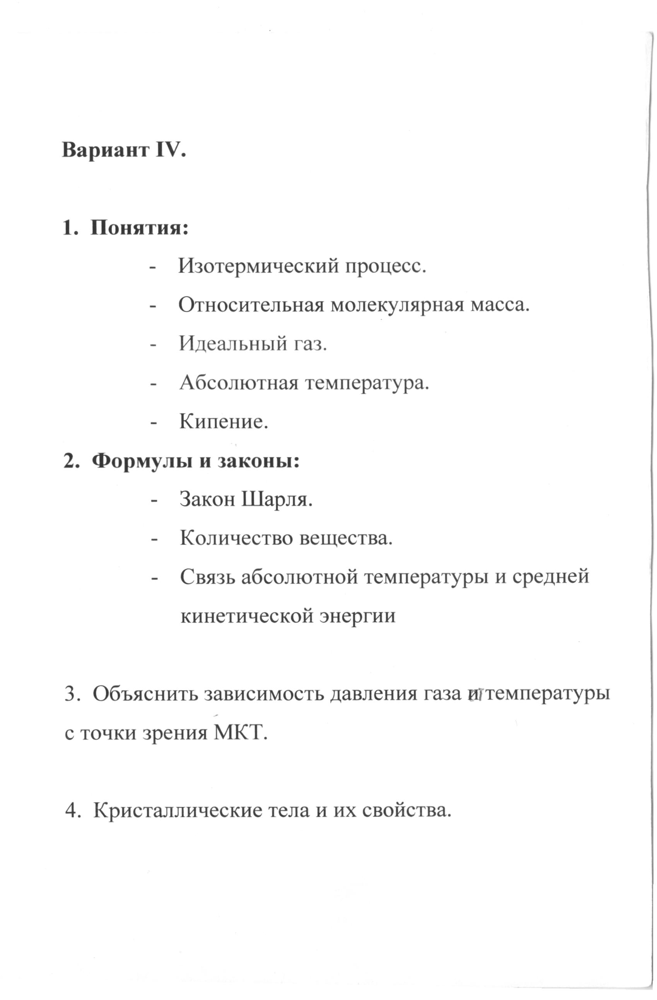 Вариант IV.
1. Понятия:
- Изотермический процесс.
- Относительная молекулярная масса.
- Идеальный газ.
- Абсолютная температура.
- Кипение.
2. Формулы и законы:
- Закон Шарля.
- Количество вещества.
- Связь абсолютной температуры и средней
кинетической энергии
3. Объяснить зависимость давления газа температуры
с точки зрения МКТ.
4. Кристаллические тела и их свойства.